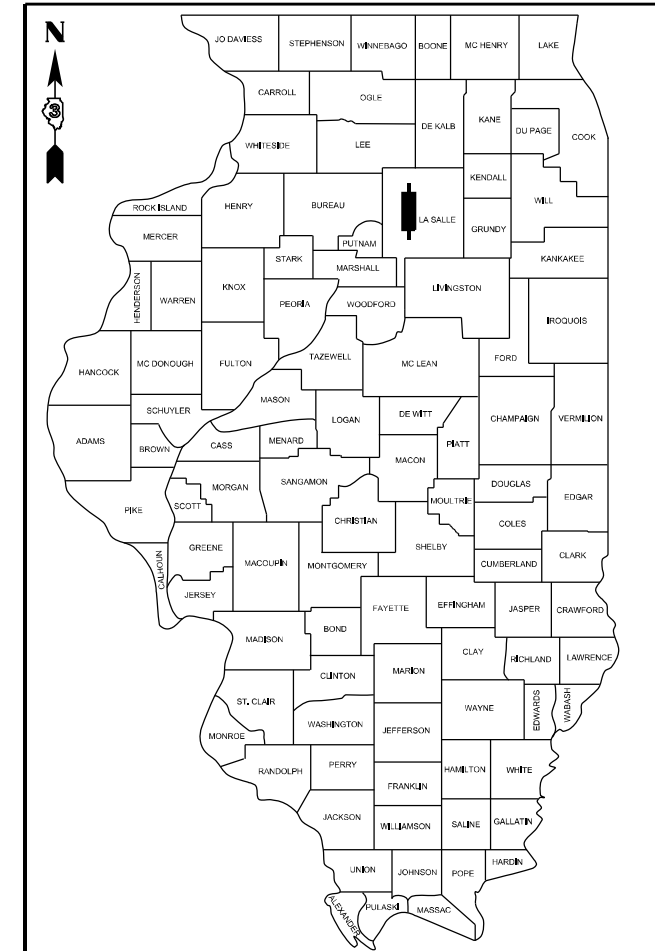 N
3
JO DAVIESS
STEPHENSON
WINNEBAGO
BOONE
MC HENRY
LAKE
CARROLL
OGLE
DE KALB
KANE
DU PAGE
COOK
WHITESIDE
LEE
KENDALL
WILL
ROCK ISLAND
HENRY
BUREAU
LA SALLE
GRUNDY
MERCER
PUTNAM
KANKAKEE
STARK
MARSHALL
HENDERSON
WARREN
KNOX
PEORIA
WOODFORD
LIVINGSTON
IROQUOIS
HANCOCK
MC DONOUGH
FULTON
TAZEWELL
MC LEAN
FORD
SCHUYLER
MASON
LOGAN
DE WITT
CHAMPAIGN
VERMILION
ADAMS
BROWN
CASS
MENARD
MACON
PIATT
PIKE
SCOTT
MORGAN
SANGAMON
CHRISTIAN
MOULTRIE
DOUGLAS
EDGAR
COLES
CALHOUN
GREENE
MACOUPIN
MONTGOMERY
SHELBY
CUMBERLAND
CLARK
JERSEY
FAYETTE
EFFINGHAM
JASPER
CRAWFORD
MADISON
BOND
CLAY
RICHLAND
LAWRENCE
CLINTON
MARION
ST. CLAIR
WAYNE
EDWARDS
WABASH
MONROE
WASHINGTON
JEFFERSON
RANDOLPH
PERRY
HAMILTON
WHITE
FRANKLIN
JACKSON
WILLIAMSON
SALINE
GALLATIN
UNION
JOHNSON
POPE
HARDIN
ALEXANDER
PULASKI
MASSAC